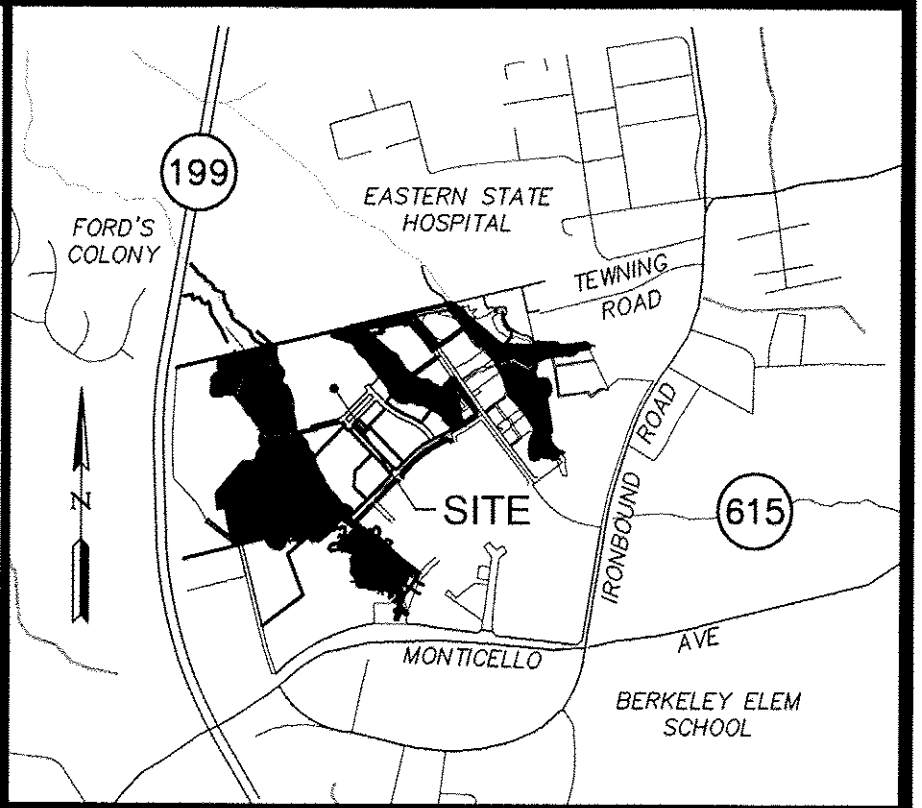 199
EASTERN STATE
HOSPITAL
FORD'S
COLONY
TEWNING
ROAD
N
SITE
615
IRONBOUND ROAD
MONTICELLO AVE
BERKELEY ELEM
SCHOOL